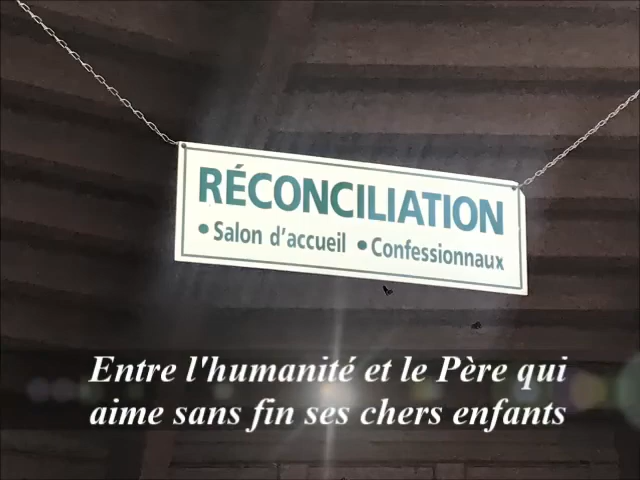 RÉCONCILIATION
• Salon d'accueil • Confessionnaux
Entre l'humanité et le Père qui
aime sans fin ses chers enfants